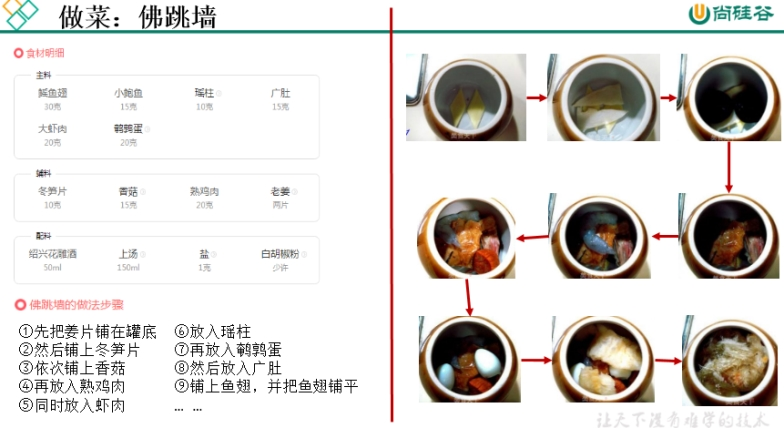 做菜：佛跳墙
尚硅谷
食材明细
主料
鲨鱼翅 小鲍鱼 瑶柱 广肚
30克 15克 10克 15克
大虾肉 鹌鹑蛋
20克 20克
辅料
冬笋片 香菇 熟鸡肉 老姜
10克 15克 20克 两片
配料
绍兴花雕酒 上汤 盐 白胡椒粉
50ml 150ml 1克 少许
佛跳墙的做法步骤
①先把姜片铺在罐底 ⑥放入瑶柱
②然后铺上冬笋片 ⑦再放入鹌鹑蛋
③依次铺上香菇 ⑧然后放入广肚
④再放入熟鸡肉 ⑨铺上鱼翅，并把鱼翅铺平
⑤同时放入虾肉 … …
让天下没有难学的技术